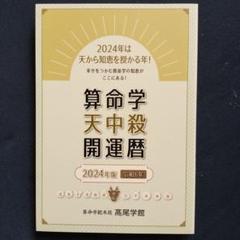 2024年は
天から知恵を授かる年！
幸せをつかむ算命学の知恵が
ここにある！
算命学
天中殺
開運暦
2024年版
算命学総本校 高尾学館